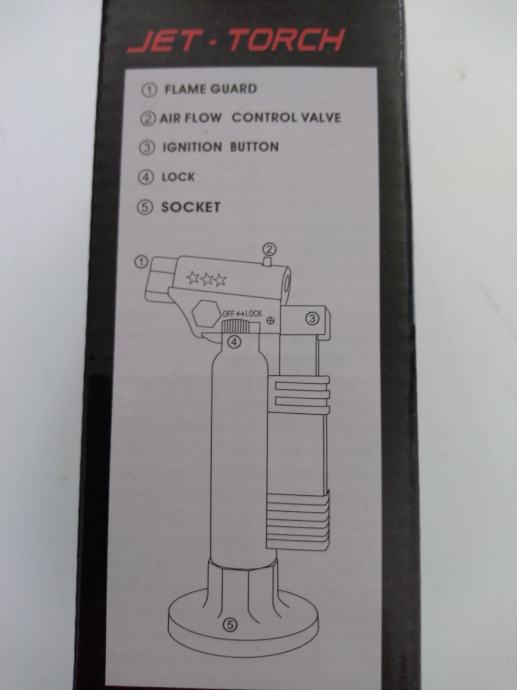 JET · TORCH
① FLAME GUARD
② AIR FLOW CONTROL VALVE
③ IGNITION BUTTON
④ LOCK
⑤ SOCKET
②
①
OFF ↔ LOCK
③
④
⑤